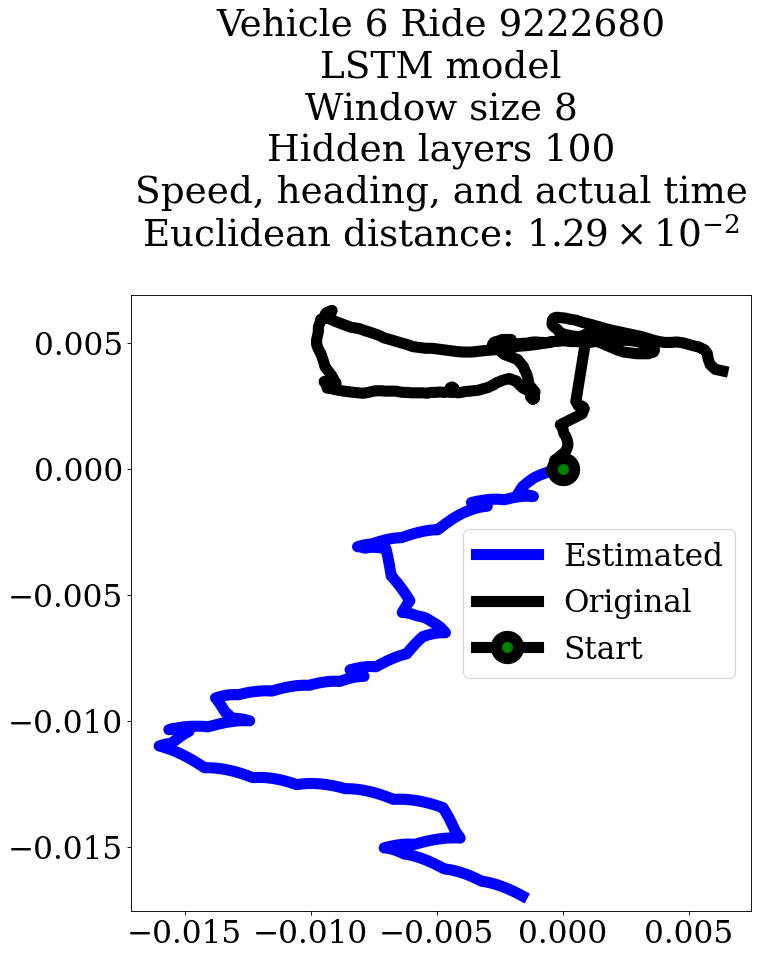 Vehicle 6 Ride 9222680
LSTM model
Window size 8
Hidden layers 100
Speed, heading, and actual time
Euclidean distance: 1.29 × 10⁻²
0.005
0.000
−0.005
−0.010
−0.015
Estimated
Original
Start
−0.015 −0.010 −0.005 0.000 0.005